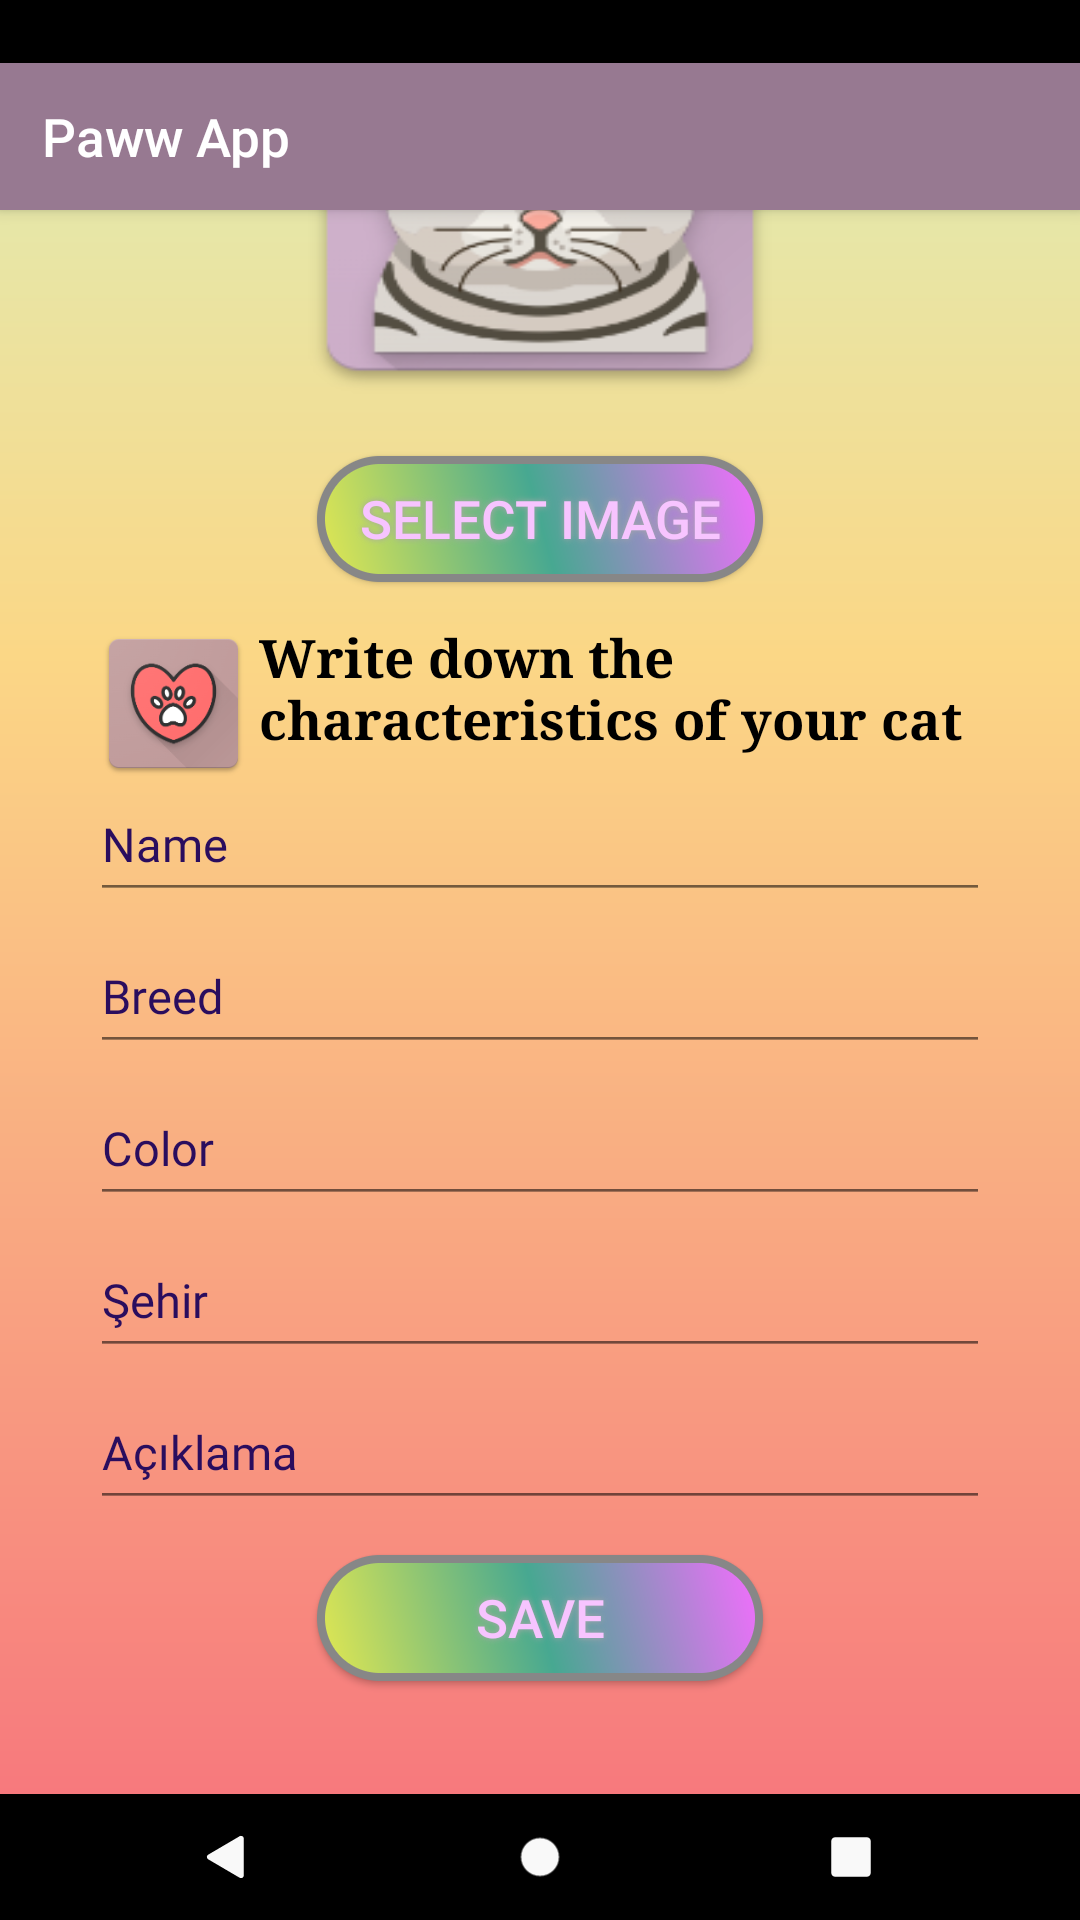 Paww App
SELECT IMAGE
Write down the
characteristics of your cat
Name
Breed
Color
Şehir
Açıklama
SAVE